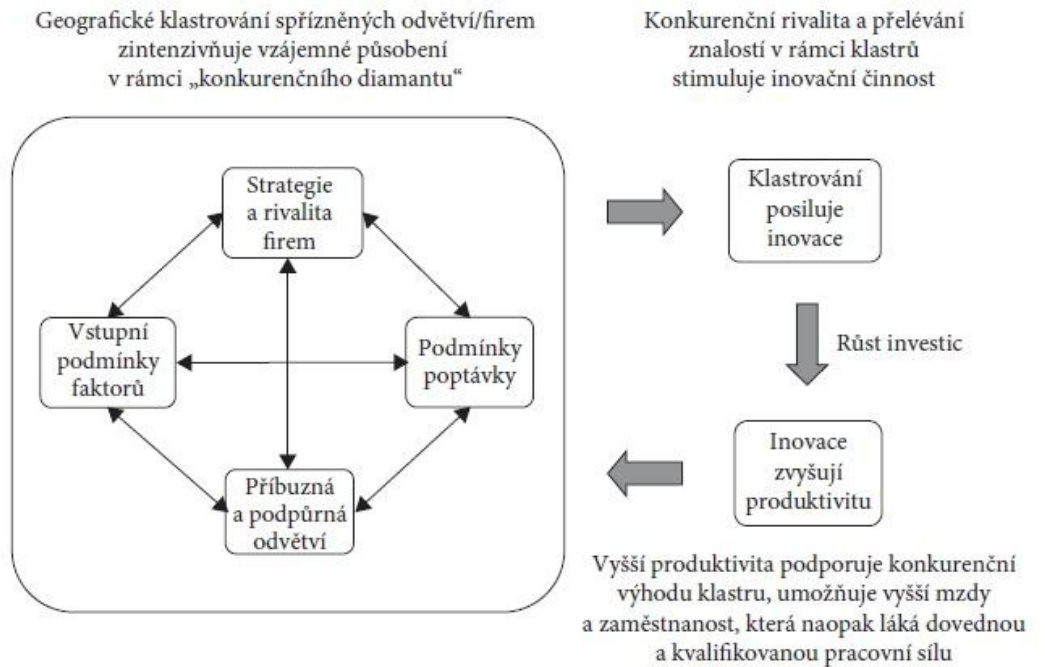 Geografické klastrování spřízněných odvětví/firem
zintenzivňuje vzájemné působení
v rámci „konkurenčního diamantu“
Konkurenční rivalita a přelévání
znalostí v rámci klastrů
stimuluje inovační činnost
Strategie
a rivalita
firem
Vstupní
podmínky
faktorů
Podmínky
poptávky
Příbuzná
a podpůrná
odvětví
Klastrování
posiluje
inovace
Růst investic
Inovace
zvyšují
produktivitu
Vyšší produktivita podporuje konkurenční
výhodu klastru, umožňuje vyšší mzdy
a zaměstnanost, která naopak láká dovednou
a kvalifikovanou pracovní sílu